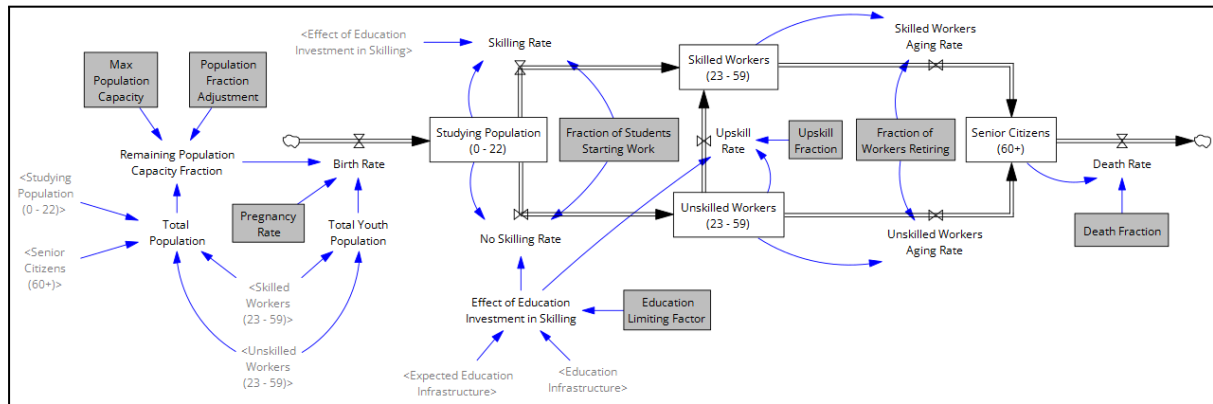 <Effect of Education
Investment in Skilling>
Skilling Rate
Skilled Workers
(23 - 59)
Skilled Workers
Aging Rate
Max
Population
Capacity
Population
Fraction
Adjustment
Studying Population
(0 - 22)
Fraction of Students
Starting Work
Upskill
Rate
Upskill
Fraction
Fraction of
Workers Retiring
Senior Citizens
(60+)
Remaining Population
Capacity Fraction
Birth Rate
Death Rate
<Studying
Population
(0 - 22)>
Pregnancy
Rate
Total
Population
Total Youth
Population
No Skilling Rate
Unskilled Workers
(23 - 59)
Unskilled Workers
Aging Rate
Death Fraction
<Senior
Citizens
(60+)>
<Skilled
Workers
(23 - 59)>
Effect of Education
Investment in Skilling
Education
Limiting Factor
<Unskilled
Workers
(23 - 59)>
<Expected Education
Infrastructure>
<Education
Infrastructure>